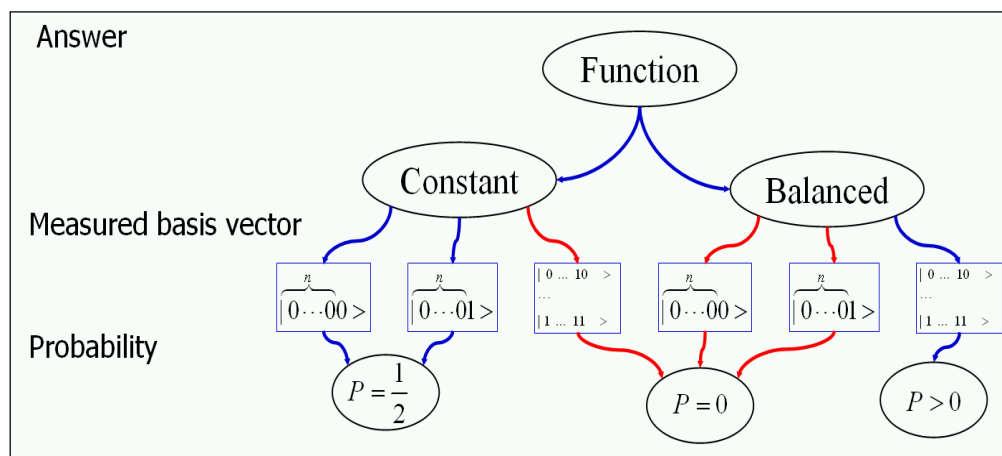 Answer
Function
Constant
Balanced
Measured basis vector
n
| 0⋯00 >
n
| 0⋯01 >
| 0 ... 10 >
...
| 1 ... 11 >
n
| 0⋯00 >
n
| 0⋯01 >
| 0 ... 10 >
...
| 1 ... 11 >
Probability
P = 1/2
P = 0
P > 0